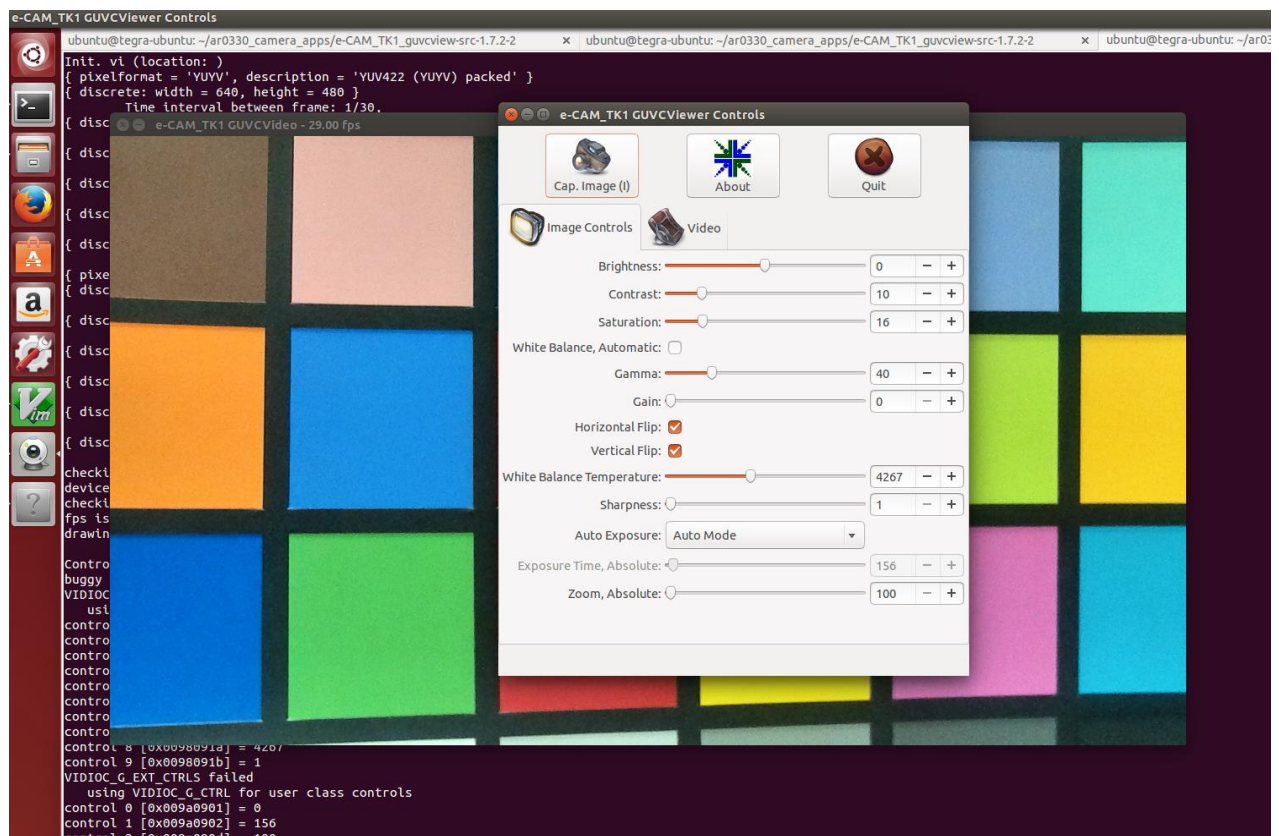 e-CAM_TK1 GUVCViewer Controls
ubuntu@tegra-ubuntu: ~/ar0330_camera_apps/e-CAM_TK1_guvcview-src-1.7.2-2 × ubuntu@tegra-ubuntu: ~/ar0330_camera_apps/e-CAM_TK1_guvcview-src-1.7.2-2 × ubuntu@tegra-ubuntu: ~/ar03
Init. vi (location: )
{ pixelformat = 'YUYV', description = 'YUV422 (YUYV) packed' }
{ discrete: width = 640, height = 480 }
Time interval between frame: 1/30,
{ disc
e-CAM_TK1 GUVCVideo - 29.00 fps
{ disc
{ disc
{ disc
{ disc
{ pixe
{ disc
{ disc
{ disc
{ disc
{ disc
{ disc
checki
device
checki
fps is
drawin
Contro
buggy
VIDIOC
usi
contro
contro
contro
contro
contro
contro
contro
contro
control 8 [0x0098091a] = 4267
control 9 [0x0098091b] = 1
VIDIOC_G_EXT_CTRLS failed
using VIDIOC_G_CTRL for user class controls
control 0 [0x009a0901] = 0
control 1 [0x009a0902] = 156
e-CAM_TK1 GUVCViewer Controls
Cap. Image (I) About Quit
Image Controls Video
Brightness: 0 − +
Contrast: 10 − +
Saturation: 16 − +
White Balance, Automatic:
Gamma: 40 − +
Gain: 0 − +
Horizontal Flip:
Vertical Flip:
White Balance Temperature: 4267 − +
Sharpness: 1 − +
Auto Exposure: Auto Mode
Exposure Time, Absolute: 156 − +
Zoom, Absolute: 100 − +
>_
A
a
Vim
?